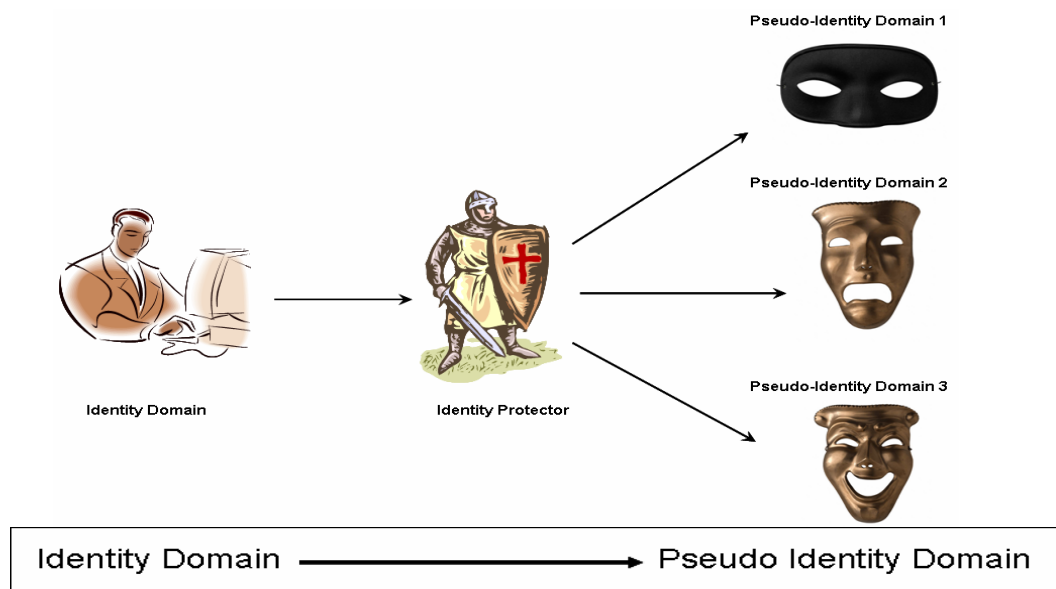 Pseudo-Identity Domain 1
Pseudo-Identity Domain 2
Identity Domain
Identity Protector
Pseudo-Identity Domain 3
Identity Domain
Pseudo Identity Domain